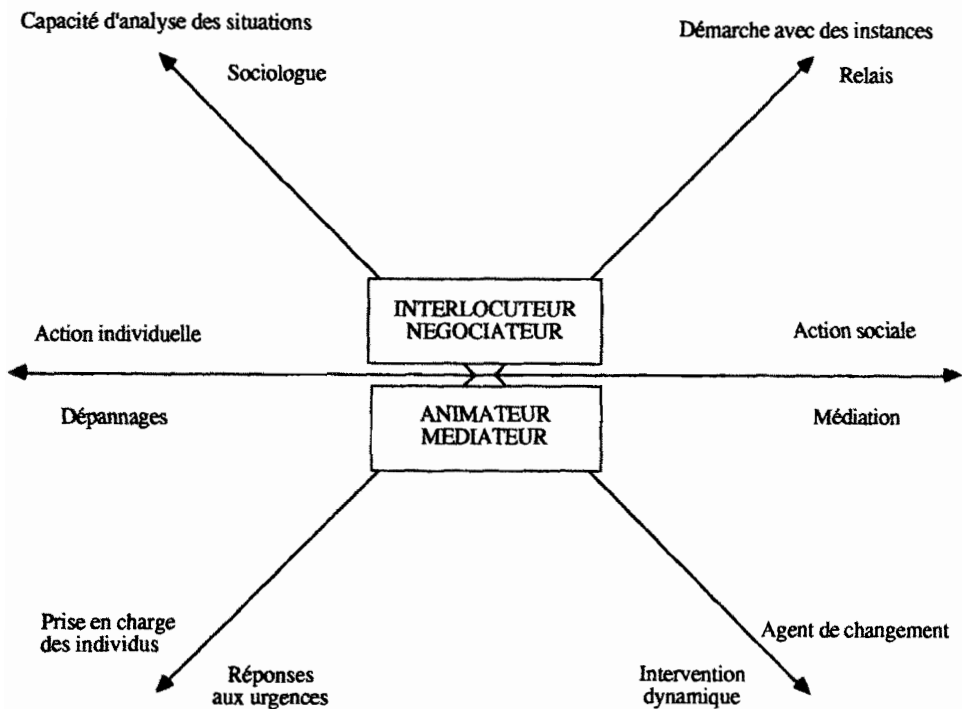 Capacité d'analyse des situations
Démarche avec des instances
Sociologue
Relais
INTERLOCUTEUR
NEGOCIATEUR
Action individuelle
Action sociale
Dépannages
ANIMATEUR
MEDIATEUR
Médiation
Prise en charge
des individus
Agent de changement
Réponses
aux urgences
Intervention
dynamique